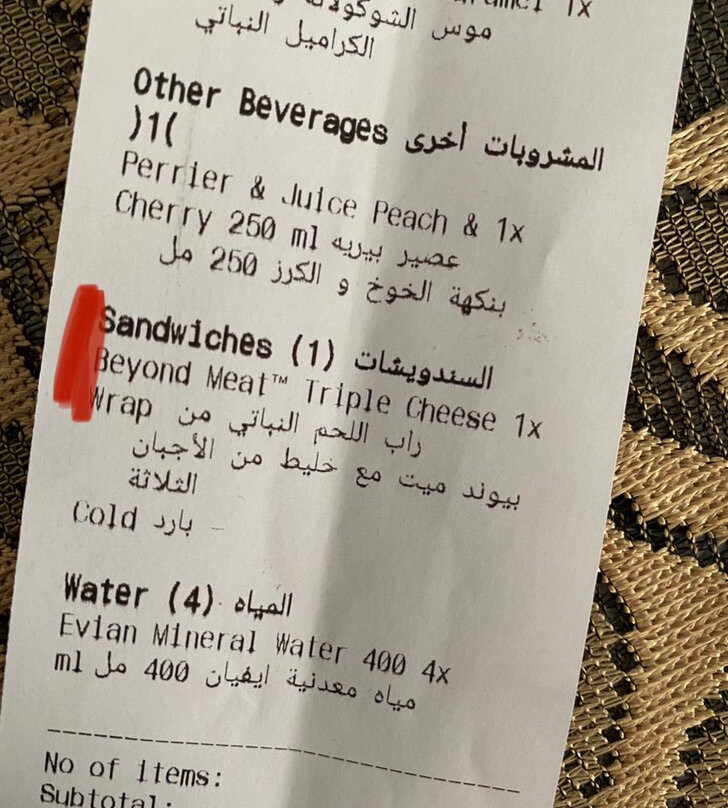 1x
موس الشوكولاتة
الكراميل النباتي
Other Beverages المشروبات أخرى
)1(
Perrier & Juice Peach & 1x
Cherry 250 ml عصير بيريه
بنكهة الخوخ و الكرز 250 مل
Sandwiches (1) السندويشات
Beyond Meat™ Triple Cheese 1x
Wrap راب اللحم النباتي من
بيوند ميت مع خليط من الأجبان
الثلاثة
Cold بارد -
Water (4) المياه
Evian Mineral Water 400 4x
ml مياه معدنية ايفيان 400 مل
No of items:
Subtotal: